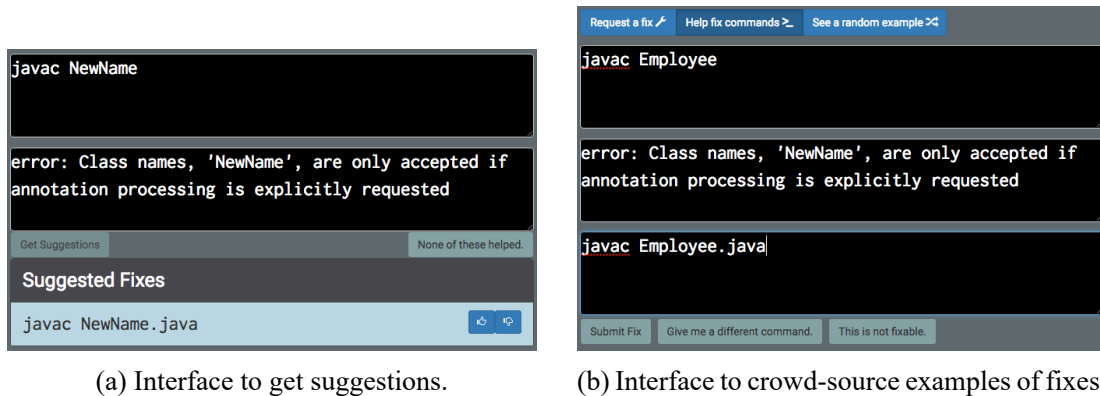 javac NewName
error: Class names, 'NewName', are only accepted if
annotation processing is explicitly requested
Get Suggestions
None of these helped.
Suggested Fixes
javac NewName.java
(a) Interface to get suggestions.
Request a fix
Help fix commands
See a random example
javac Employee
error: Class names, 'NewName', are only accepted if
annotation processing is explicitly requested
javac Employee.java
Submit Fix
Give me a different command.
This is not fixable.
(b) Interface to crowd-source examples of fixes